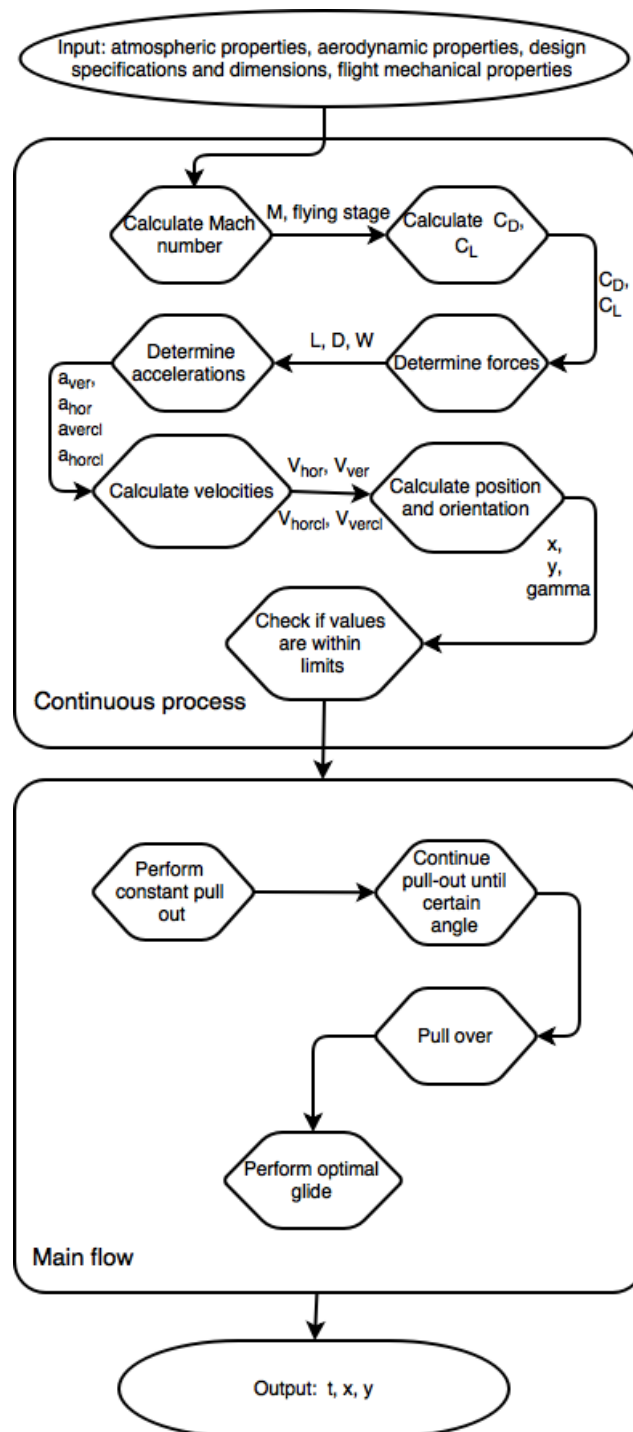 Input: atmospheric properties, aerodynamic properties, design
specifications and dimensions, flight mechanical properties
Calculate Mach
number
M, flying stage
Calculate C_D,
C_L
C_D,
C_L
Determine forces
L, D, W
Determine
accelerations
a_ver,
a_hor
avercl
a_horcl
Calculate velocities
V_hor, V_ver
V_horcl, V_vercl
Calculate position
and orientation
x,
y,
gamma
Check if values
are within
limits
Continuous process
Perform
constant pull
out
Continue
pull-out until
certain
angle
Pull over
Perform optimal
glide
Main flow
Output: t, x, y